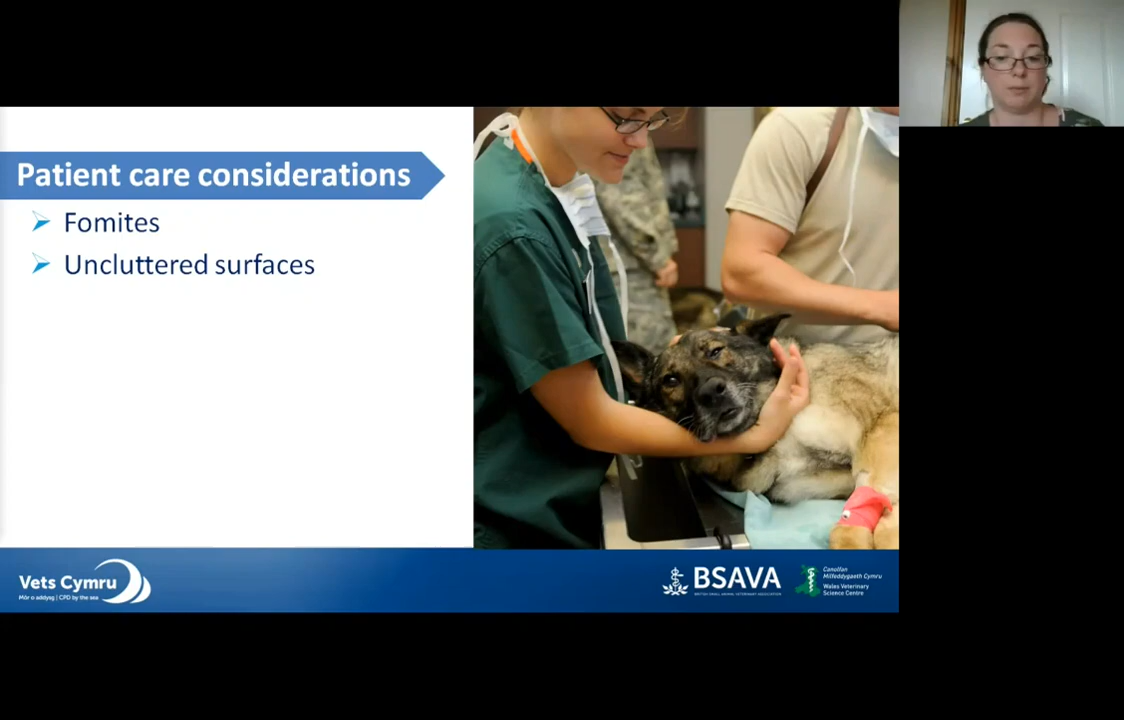 Patient care considerations
Fomites
Uncluttered surfaces
Vets Cymru
Môr o addysg | CPD by the sea
BSAVA
BRITISH SMALL ANIMAL VETERINARY ASSOCIATION
Canolfan
Milfeddygaeth Cymru
Wales Veterinary
Science Centre